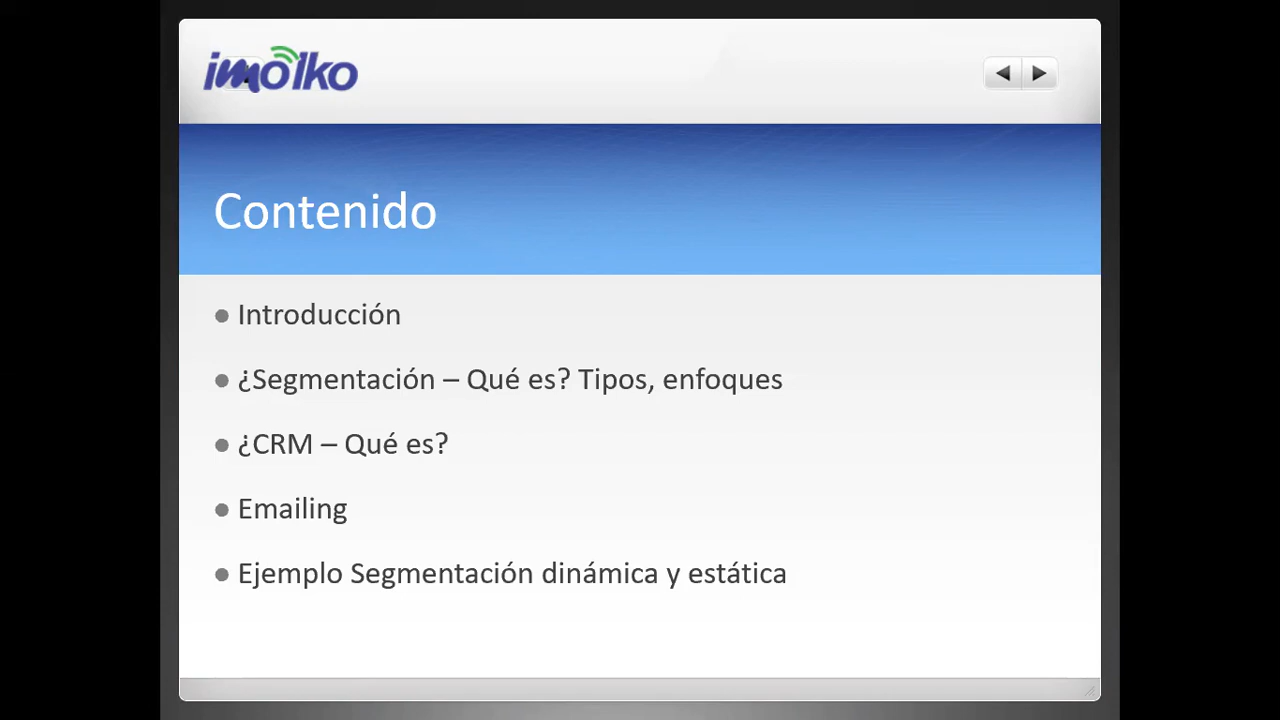 imolko
Contenido
Introducción
¿Segmentación – Qué es? Tipos, enfoques
¿CRM – Qué es?
Emailing
Ejemplo Segmentación dinámica y estática